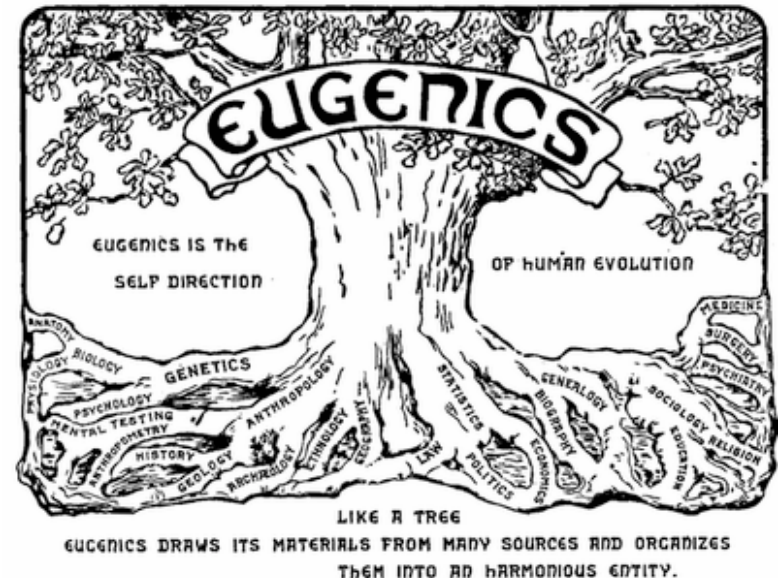 EUGENICS
EUGENICS IS THE
SELF DIRECTION
OF HUMAN EVOLUTION
ANATOMY
PHYSIOLOGY
BIOLOGY
GENETICS
PSYCHOLOGY
MENTAL TESTING
ANTHROPOMETRY
HISTORY
GEOLOGY
ANTHROPOLOGY
ARCHÆOLOGY
ETHNOLOGY
GEOGRAPHY
LAW
STATISTICS
POLITICS
ECONOMICS
GENEALOGY
BIOGRAPHY
SOCIOLOGY
EDUCATION
RELIGION
PSYCHIATRY
SURGERY
MEDICINE
LIKE A TREE
EUGENICS DRAWS ITS MATERIALS FROM MANY SOURCES AND ORGANIZES
THEM INTO AN HARMONIOUS ENTITY.